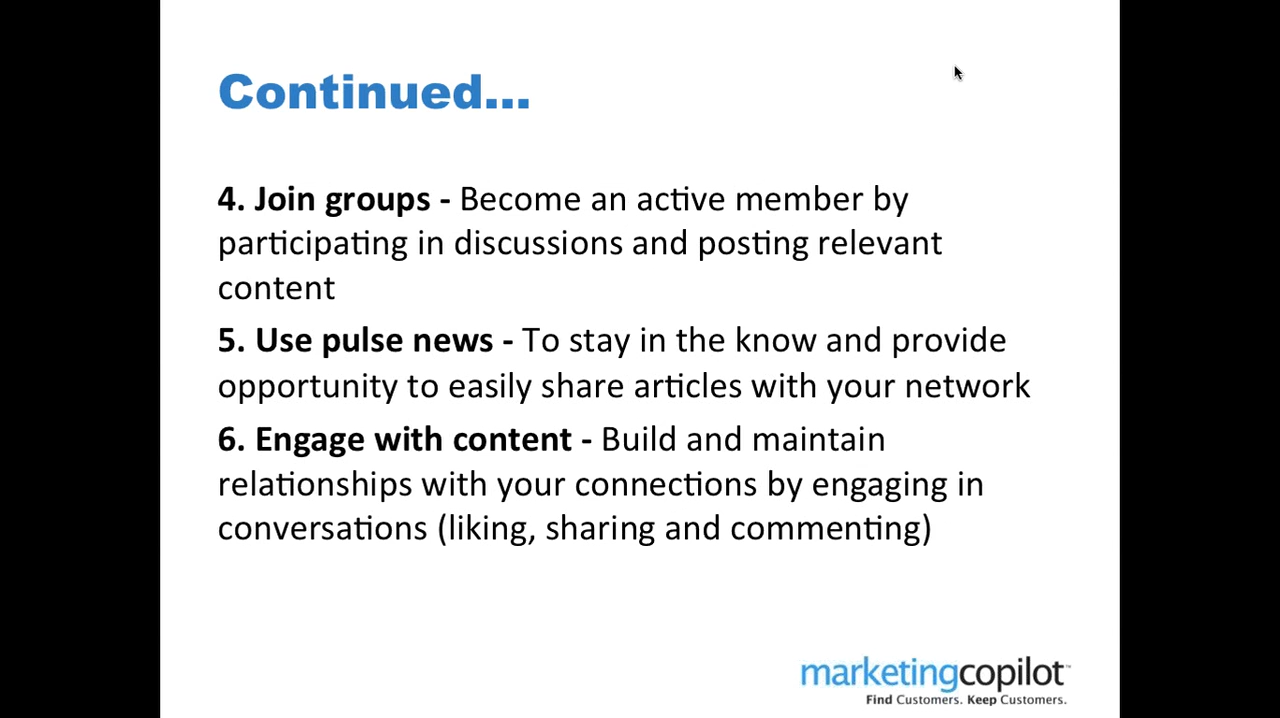 Continued...
4. Join groups - Become an active member by
participating in discussions and posting relevant
content
5. Use pulse news - To stay in the know and provide
opportunity to easily share articles with your network
6. Engage with content - Build and maintain
relationships with your connections by engaging in
conversations (liking, sharing and commenting)
marketingcopilot™
Find Customers. Keep Customers.